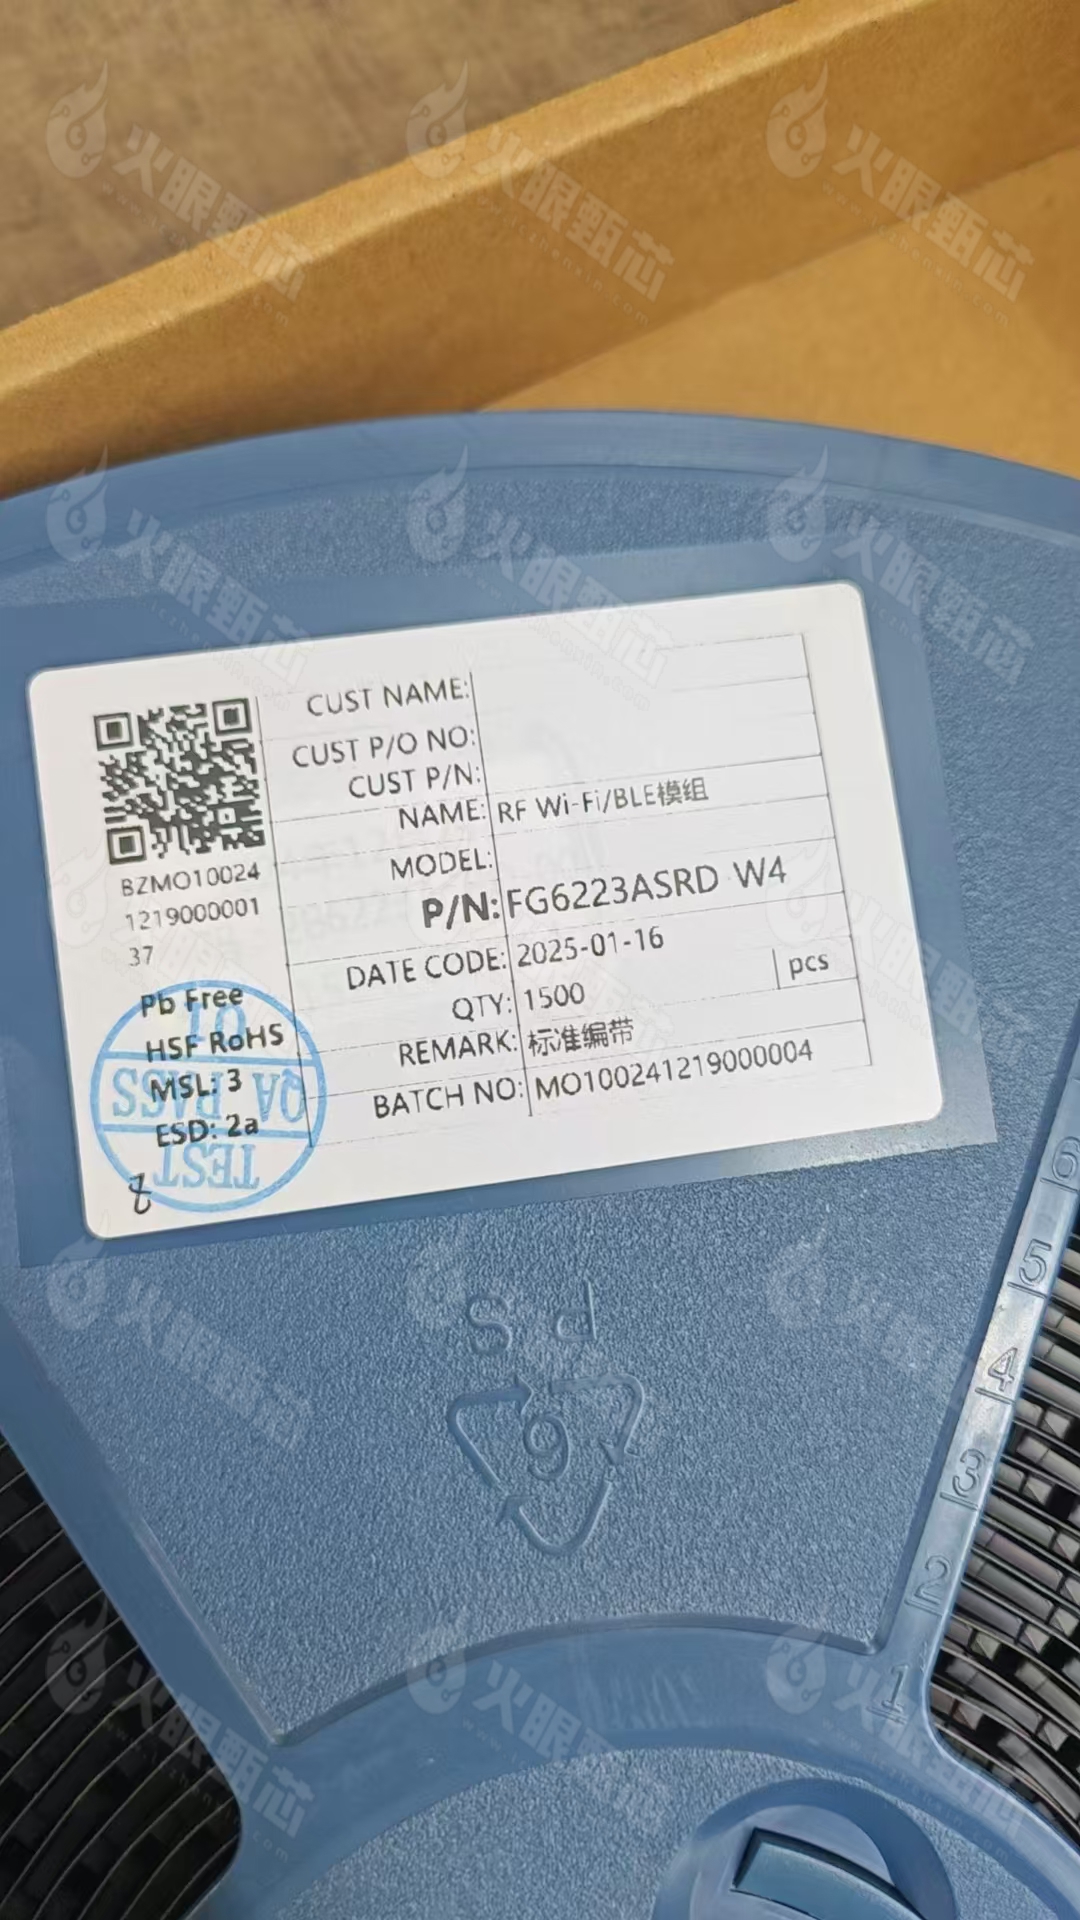 火眼甄芯
CUST NAME:
CUST P/O NO:
CUST P/N:
NAME: RF Wi-Fi/BLE模组
MODEL:
P/N: FG6223ASRD W4
DATE CODE: 2025-01-16
QTY: 1500 pcs
REMARK: 标准编带
BATCH NO: MO100241219000004
BZMO10024
1219000001
37
Pb Free
HSF RoHS
MSL: 3
ESD: 2a
QA PASS
TEST
8
PS
6
6
5
4
3
2
1